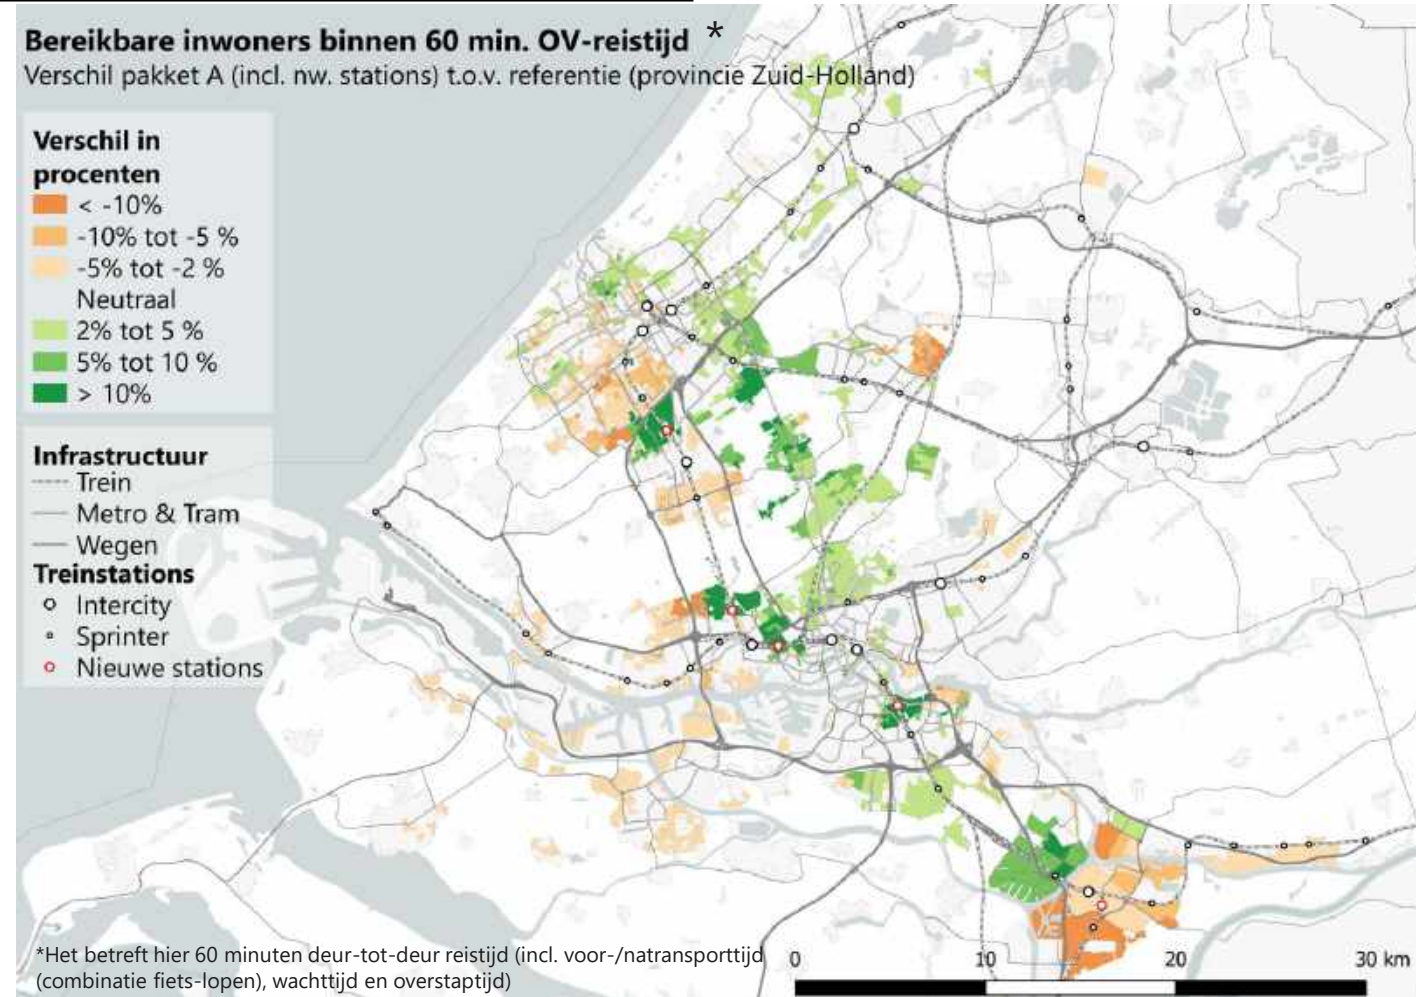 Bereikbare inwoners binnen 60 min. OV-reistijd *
Verschil pakket A (incl. nw. stations) t.o.v. referentie (provincie Zuid-Holland)
Verschil in
procenten
< -10%
-10% tot -5 %
-5% tot -2 %
Neutraal
2% tot 5 %
5% tot 10 %
> 10%
Infrastructuur
Trein
Metro & Tram
Wegen
Treinstations
Intercity
Sprinter
Nieuwe stations
*Het betreft hier 60 minuten deur-tot-deur reistijd (incl. voor-/natransporttijd
(combinatie fiets-lopen), wachttijd en overstaptijd)
0 10 20 30 km